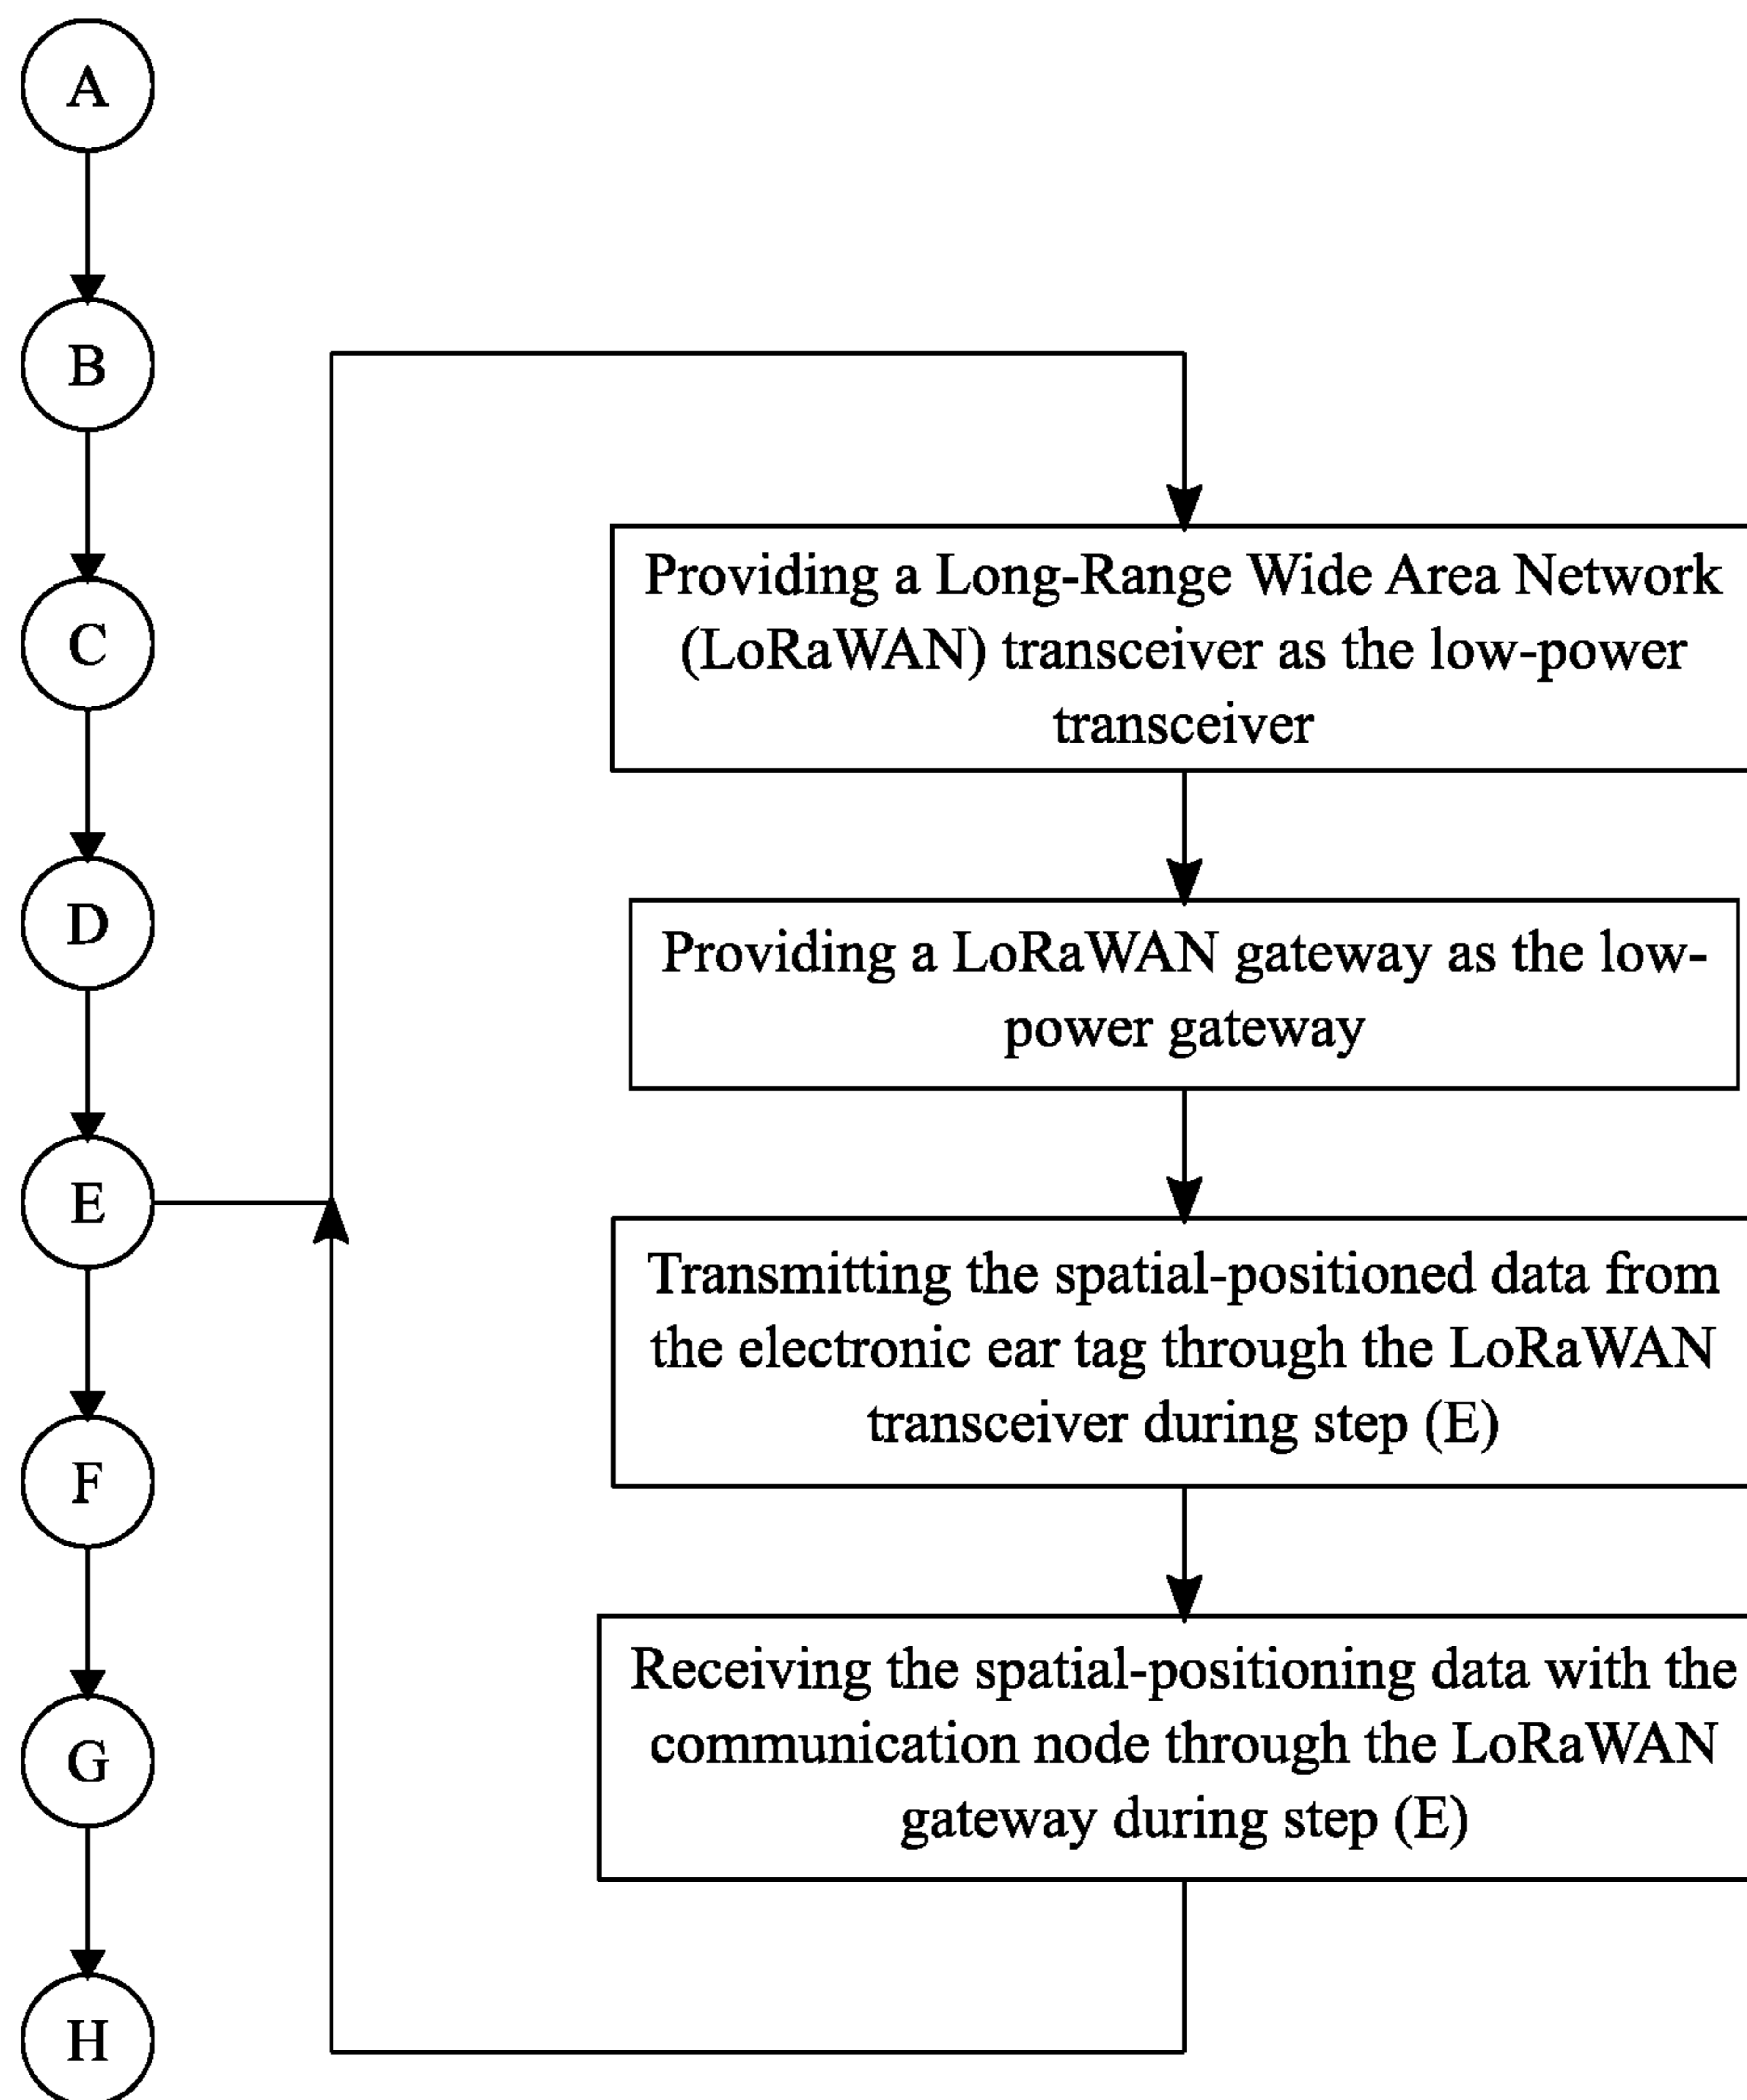 A
B
C
D
E
F
G
H
Providing a Long-Range Wide Area Network
(LoRaWAN) transceiver as the low-power
transceiver
Providing a LoRaWAN gateway as the low-
power gateway
Transmitting the spatial-positioned data from
the electronic ear tag through the LoRaWAN
transceiver during step (E)
Receiving the spatial-positioning data with the
communication node through the LoRaWAN
gateway during step (E)